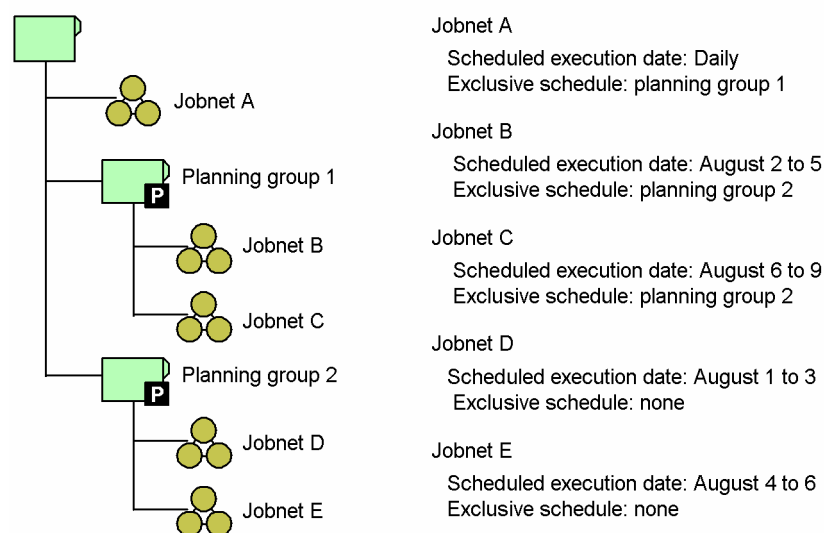 Jobnet A
Planning group 1
P
Jobnet B
Jobnet C
Planning group 2
P
Jobnet D
Jobnet E
Jobnet A
Scheduled execution date: Daily
Exclusive schedule: planning group 1
Jobnet B
Scheduled execution date: August 2 to 5
Exclusive schedule: planning group 2
Jobnet C
Scheduled execution date: August 6 to 9
Exclusive schedule: planning group 2
Jobnet D
Scheduled execution date: August 1 to 3
Exclusive schedule: none
Jobnet E
Scheduled execution date: August 4 to 6
Exclusive schedule: none